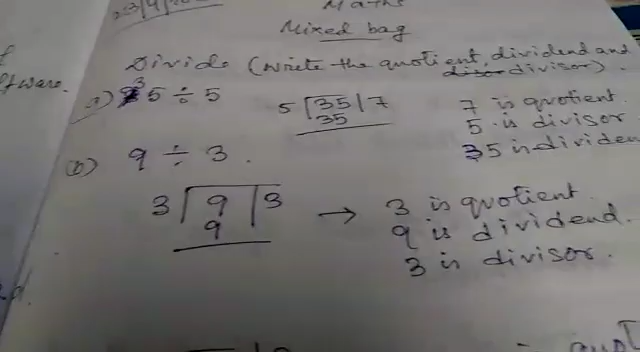 Maths
Mixed bag
Divide (Write the quotient, dividend and
divisor).
ftware.
a) 35 ÷ 5
5 35 7
35
7 is quotient.
5 is divisor
35 is dividen
(b) 9 ÷ 3.
3 9 3
9
→ 3 is quotient.
9 is dividend.
3 is divisor.